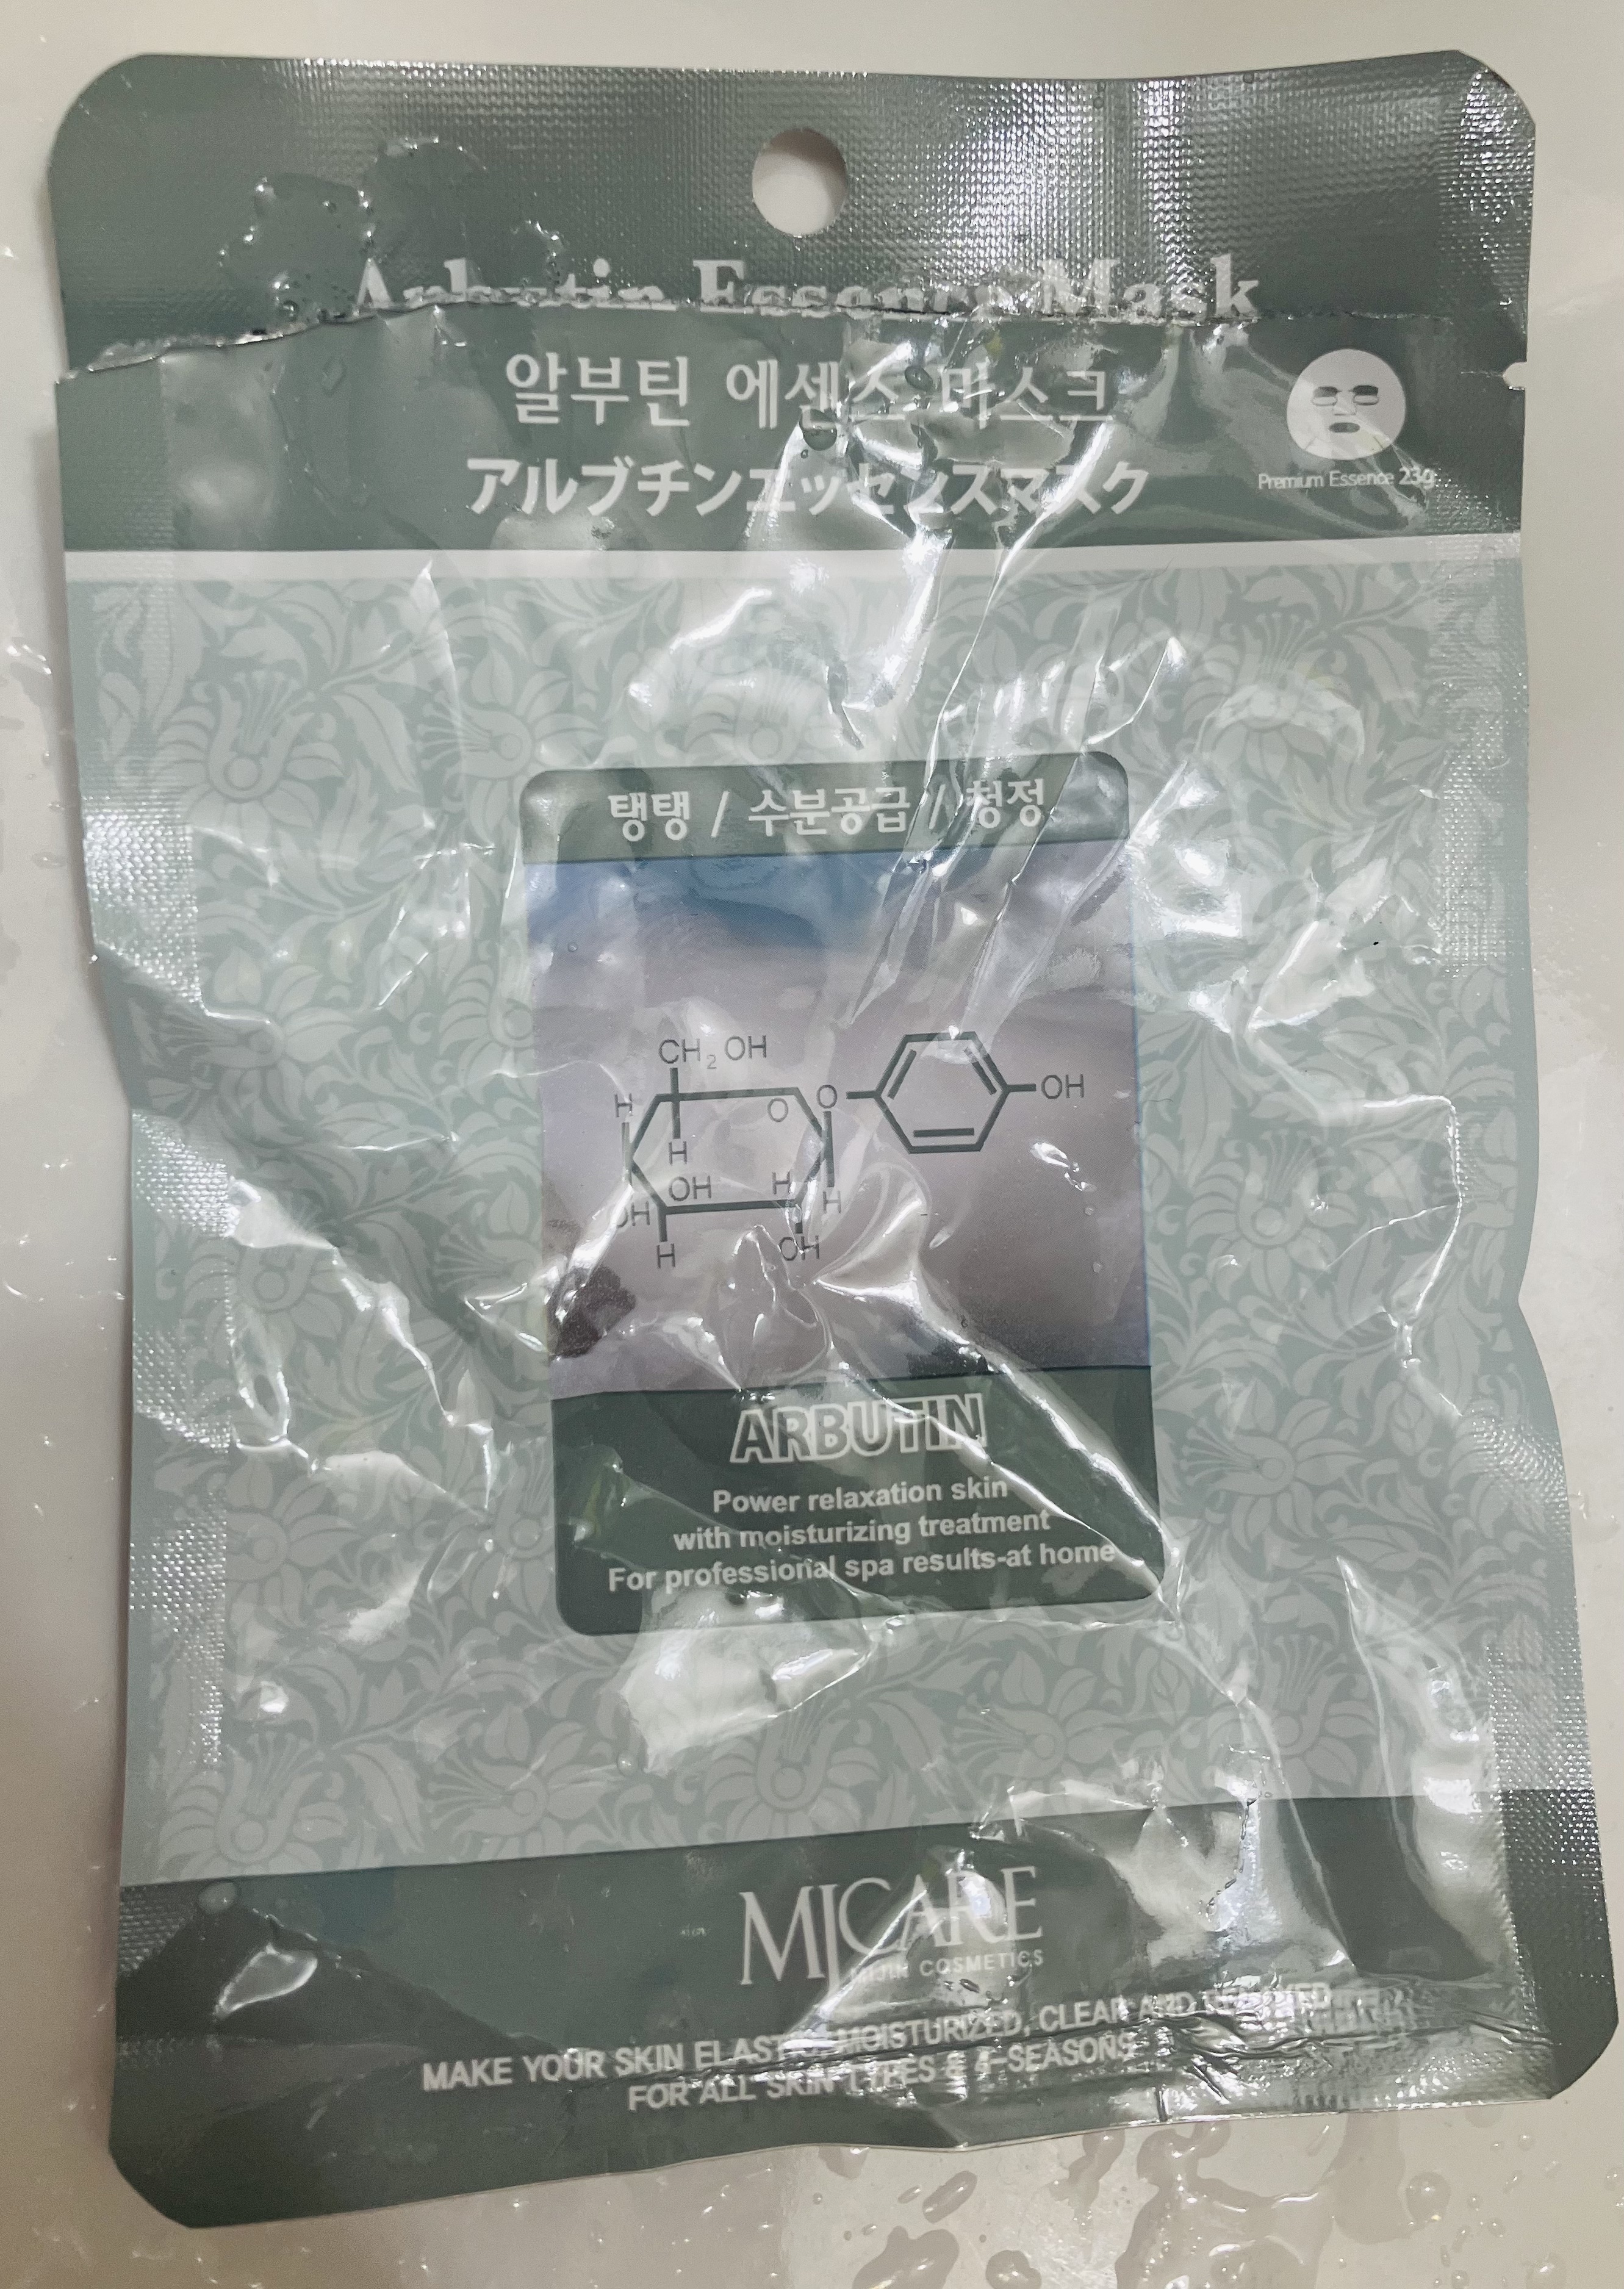 Arbutin Essence Mask
알부틴 에센스 마스크
アルブチンエッセンスマスク
Premium Essence 23g
탱탱 / 수분공급 / 청정
CH2OH
H
O
O
OH
H
OH
H
H
OH
H
OH
ARBUTIN
Power relaxation skin
with moisturizing treatment
For professional spa results-at home
MJCARE
MIJIN COSMETICS
MAKE YOUR SKIN ELASTIC, MOISTURIZED, CLEAR AND
FOR ALL SKIN TYPES & 4-SEASONS